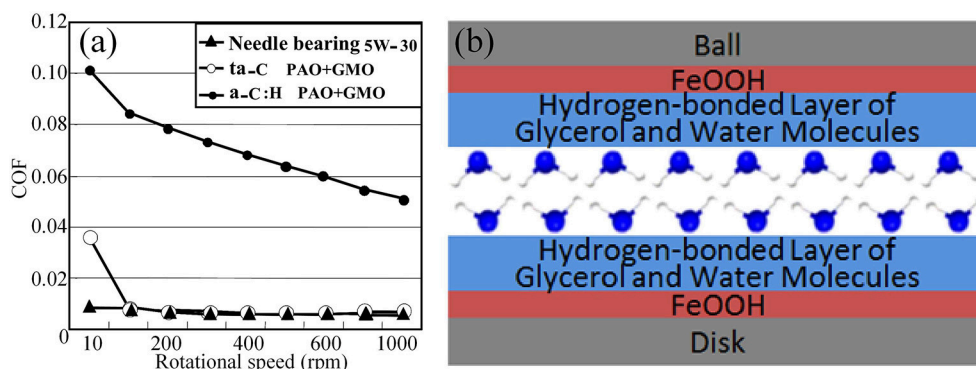 (a)
0.12
0.10
0.08
0.06
0.04
0.02
0
COF
Needle bearing 5W-30
ta-C PAO+GMO
a-C:H PAO+GMO
10 200 400 600 1000
Rotational speed (rpm)
(b)
Ball
FeOOH
Hydrogen-bonded Layer of
Glycerol and Water Molecules
Hydrogen-bonded Layer of
Glycerol and Water Molecules
FeOOH
Disk